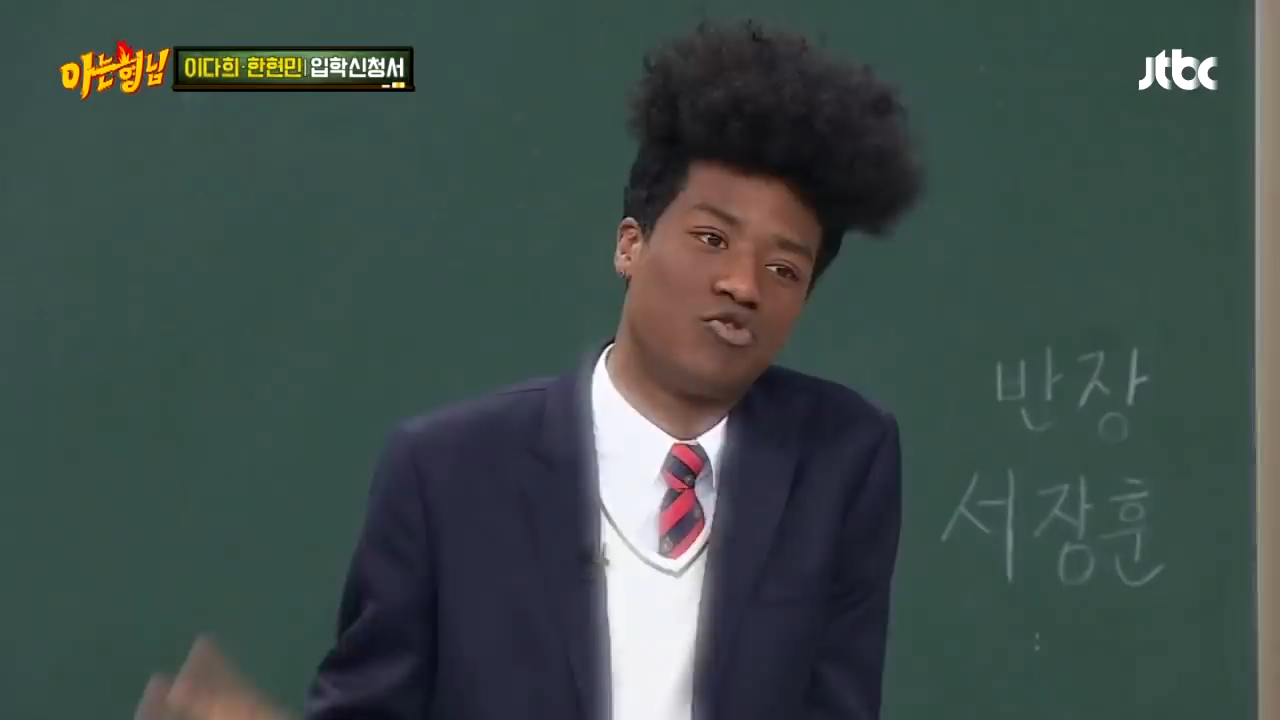 아는형님
이다희·한현민 입학신청서
jtbc
반장
서장훈
: